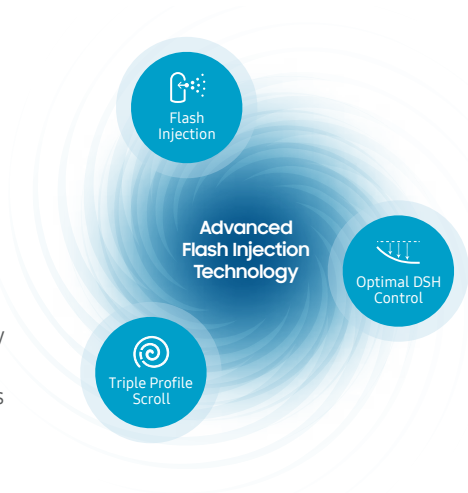 Flash
Injection
Advanced
Flash Injection
Technology
Optimal DSH
Control
Triple Profile
Scroll